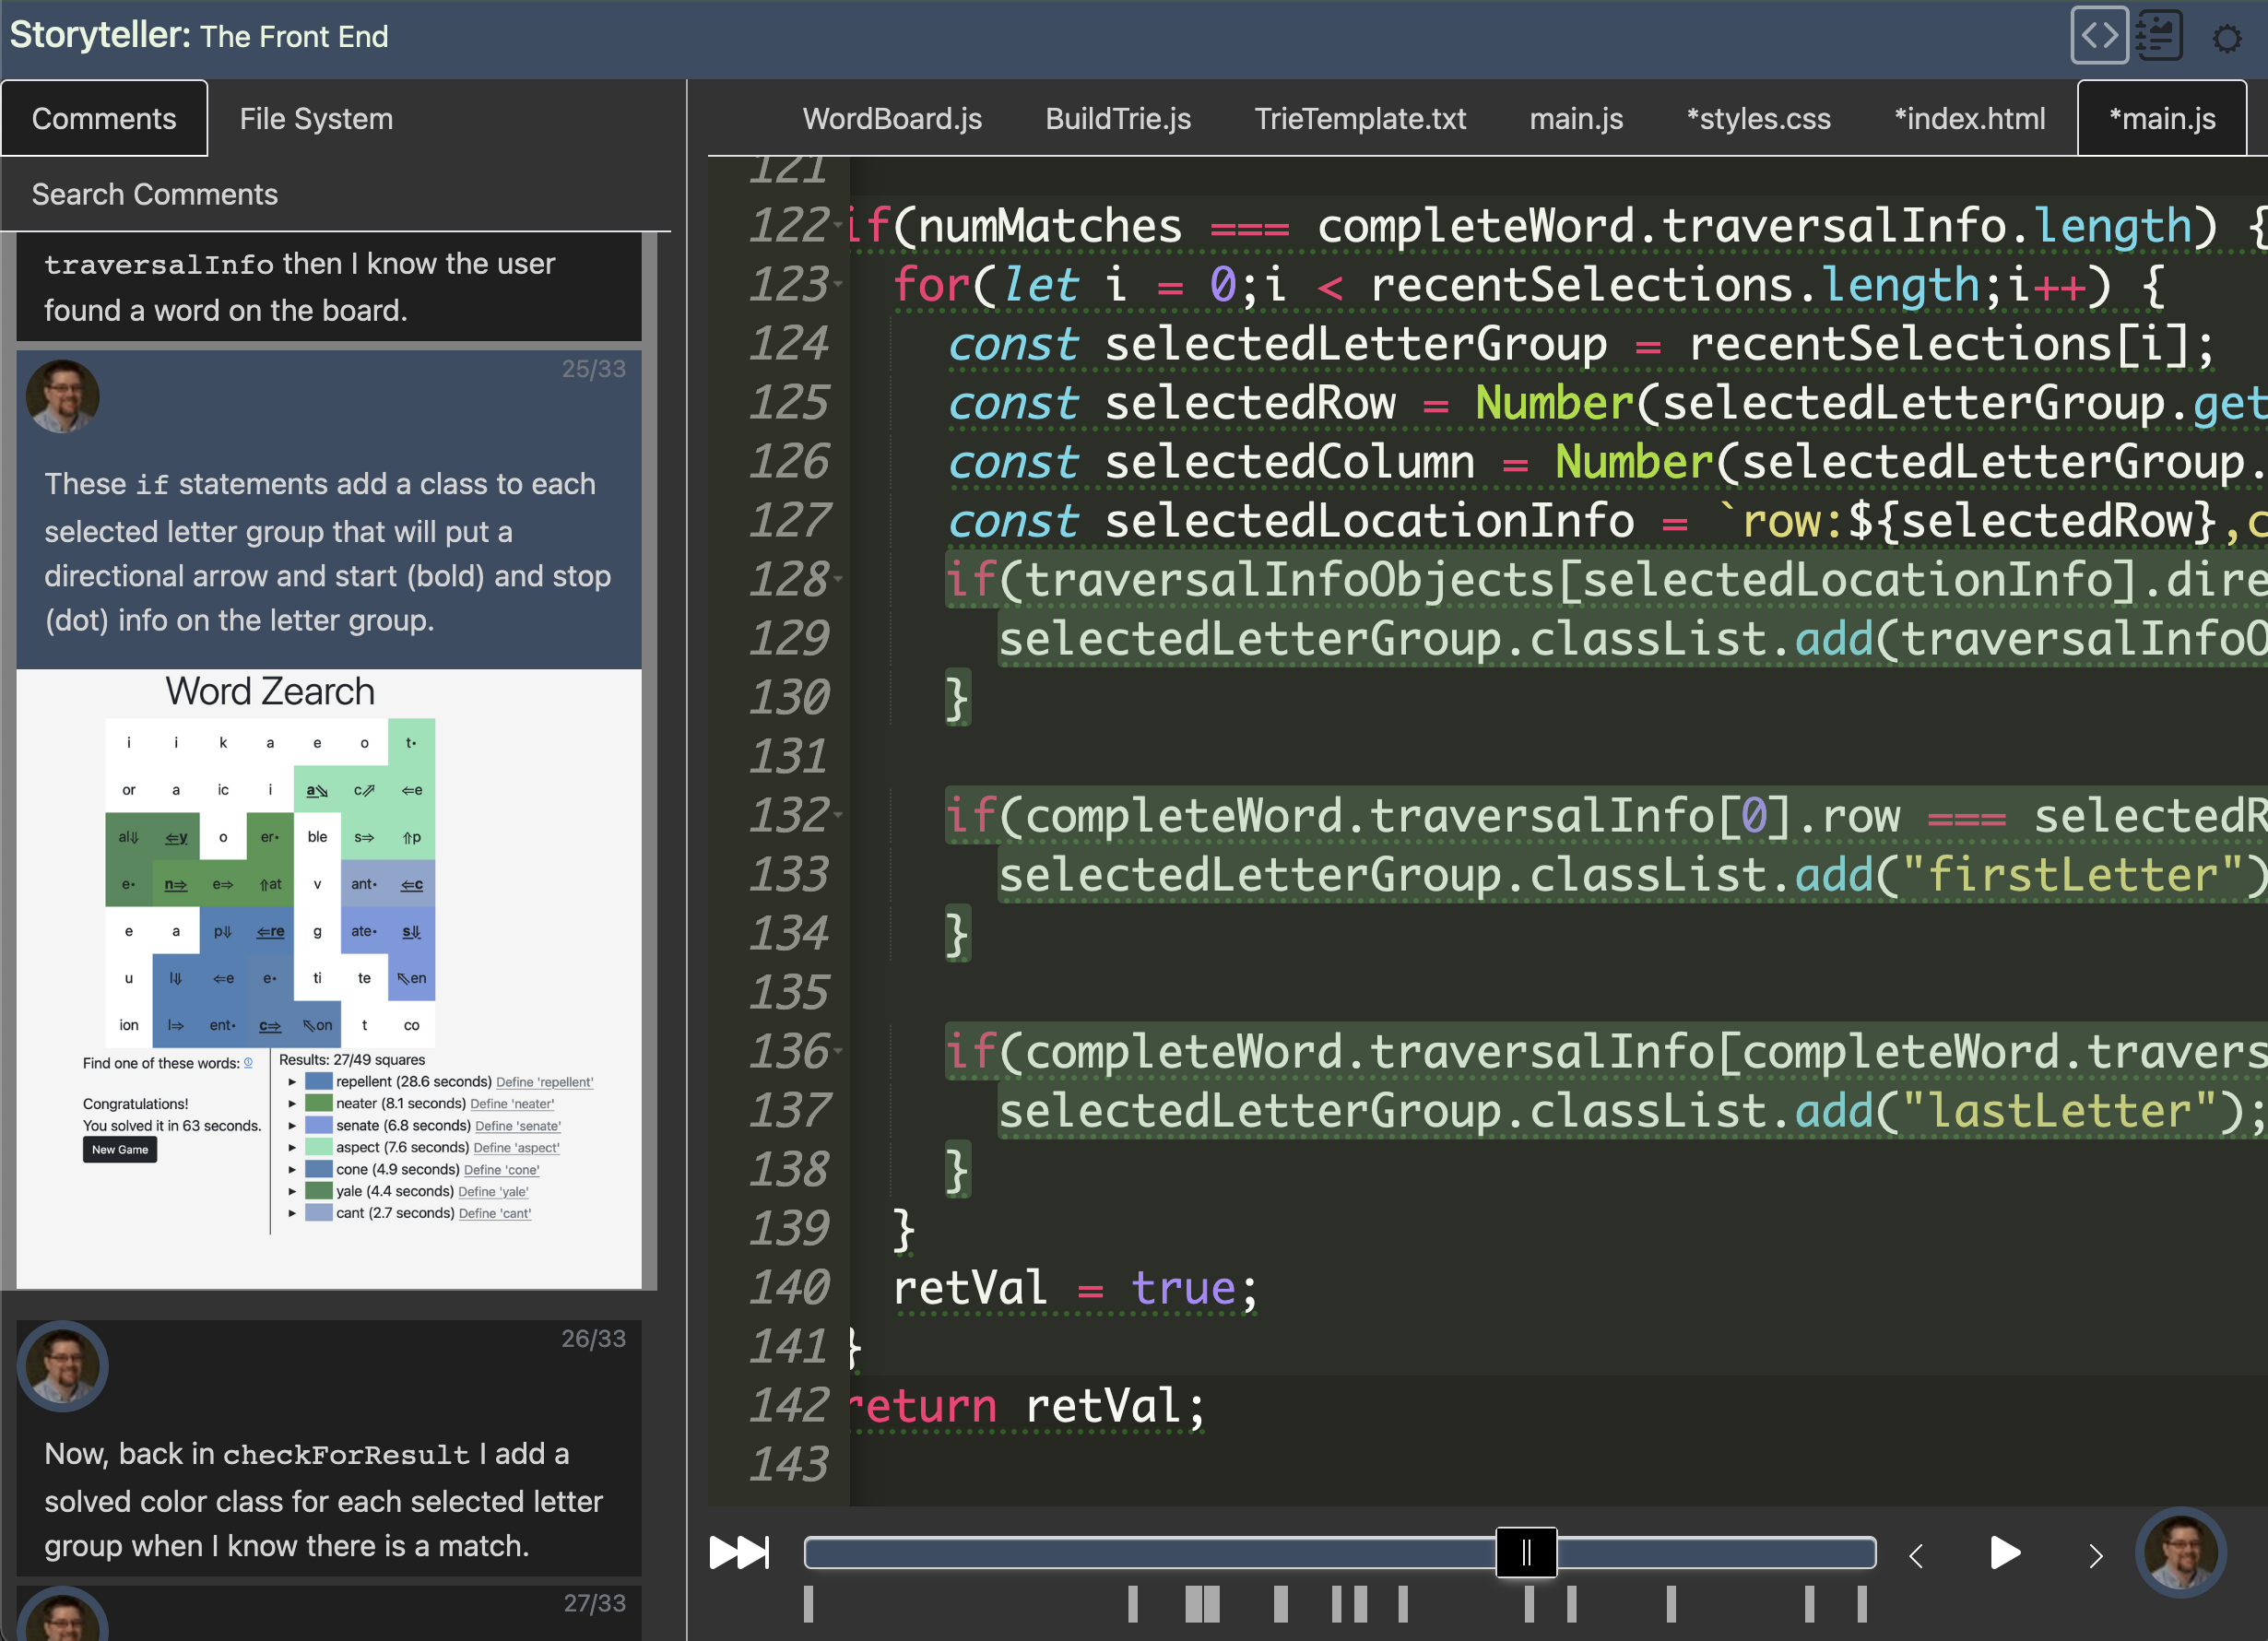 Storyteller: The Front End
Comments File System
Search Comments
traversalInfo then I know the user
found a word on the board.
25/33
These if statements add a class to each
selected letter group that will put a
directional arrow and start (bold) and stop
(dot) info on the letter group.
Word Zearch
i i k a e o t•
or a ic i a⇘ c⇗ ⇐e
al⇓ ⇐y o er• ble s⇒ ⇑p
e• n⇒ e⇒ ⇑at v ant• ⇐c
e a p⇓ ⇐re g ate• s⇓
u l⇓ ⇐e e• ti te ⇖en
ion l⇒ ent• c⇒ ⇖on t co
Find one of these words:
Congratulations!
You solved it in 63 seconds.
New Game
Results: 27/49 squares
repellent (28.6 seconds) Define 'repellent'
neater (8.1 seconds) Define 'neater'
senate (6.8 seconds) Define 'senate'
aspect (7.6 seconds) Define 'aspect'
cone (4.9 seconds) Define 'cone'
yale (4.4 seconds) Define 'yale'
cant (2.7 seconds) Define 'cant'
26/33
Now, back in checkForResult I add a
solved color class for each selected letter
group when I know there is a match.
27/33
WordBoard.js BuildTrie.js TrieTemplate.txt main.js *styles.css *index.html *main.js
121
122 if(numMatches === completeWord.traversalInfo.length) {
123 for(let i = 0;i < recentSelections.length;i++) {
124 const selectedLetterGroup = recentSelections[i];
125 const selectedRow = Number(selectedLetterGroup.get
126 const selectedColumn = Number(selectedLetterGroup.
127 const selectedLocationInfo = `row:${selectedRow},c
128 if(traversalInfoObjects[selectedLocationInfo].dire
129 selectedLetterGroup.classList.add(traversalInfoO
130 }
131
132 if(completeWord.traversalInfo[0].row === selectedR
133 selectedLetterGroup.classList.add("firstLetter")
134 }
135
136 if(completeWord.traversalInfo[completeWord.travers
137 selectedLetterGroup.classList.add("lastLetter");
138 }
139 }
140 retVal = true;
141 }
142 return retVal;
143